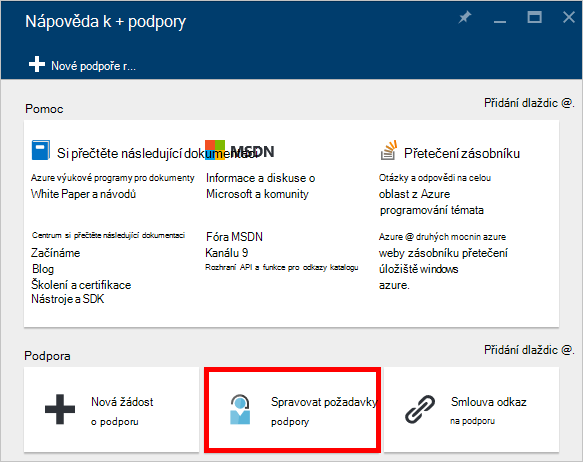 Nápověda k + podpory
Nové podpoře r...
Pomoc
Přidání dlaždic @.
Si přečtěte následující dokumentaci
Azure výukové programy pro dokumenty
White Paper a návodů
Centrum si přečtěte následující dokumentaci
Začínáme
Blog
Školení a certifikace
Nástroje a SDK
MSDN
Informace a diskuse o
Microsoft a komunity
Fóra MSDN
Kanálu 9
Rozhraní API a funkce pro odkazy katalogu
Přetečení zásobníku
Otázky a odpovědi na celou
oblast z Azure
programování témata
Azure @ druhých mocnin azure
weby zásobníku přetečení
úložiště windows
azure.
Podpora
Přidání dlaždic @.
Nová žádost
o podporu
Spravovat požadavky
podpory
Smlouva odkaz
na podporu